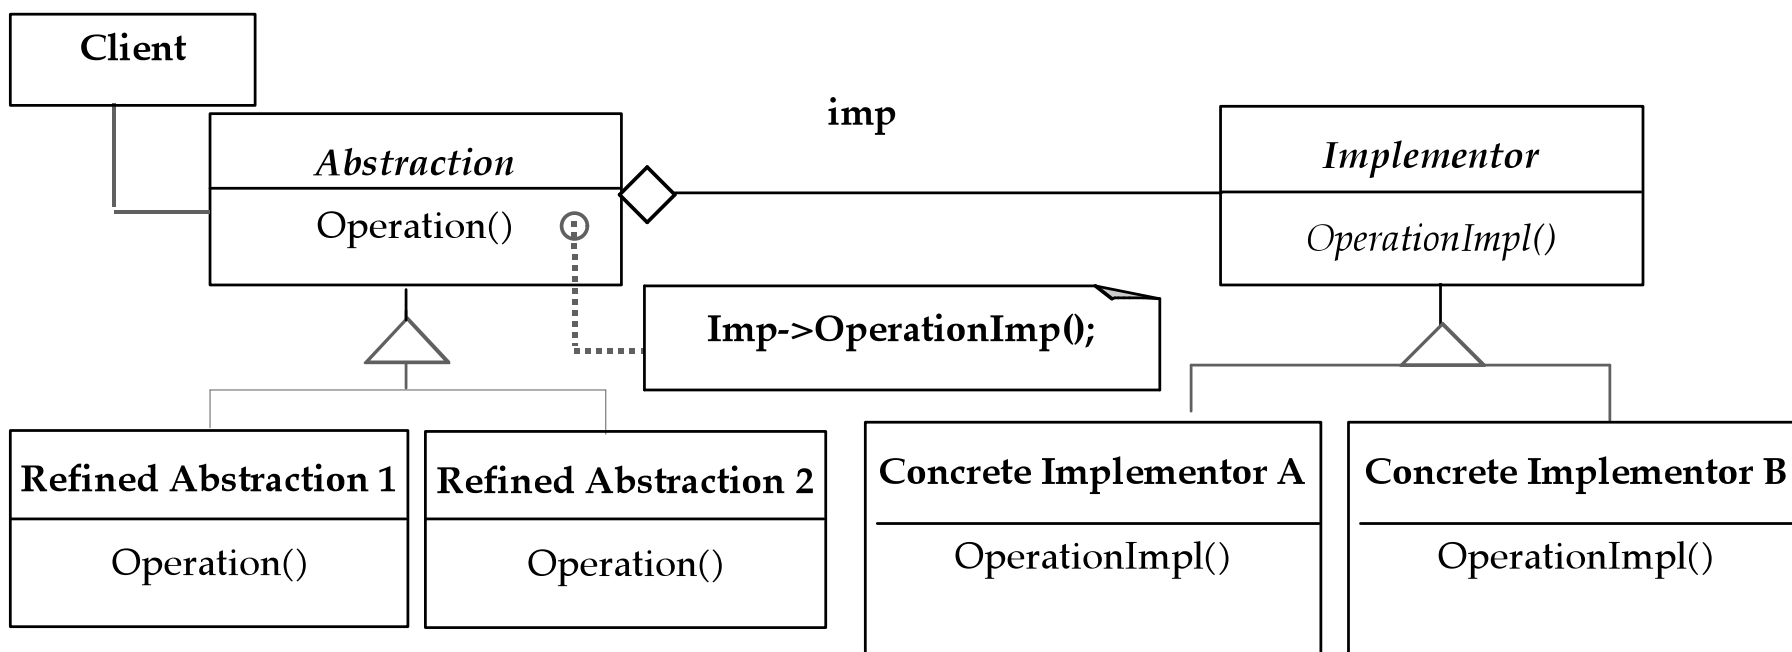 Client
imp
Abstraction
Operation()
Implementor
OperationImpl()
Imp->OperationImp();
Refined Abstraction 1
Operation()
Refined Abstraction 2
Operation()
Concrete Implementor A
OperationImpl()
Concrete Implementor B
OperationImpl()